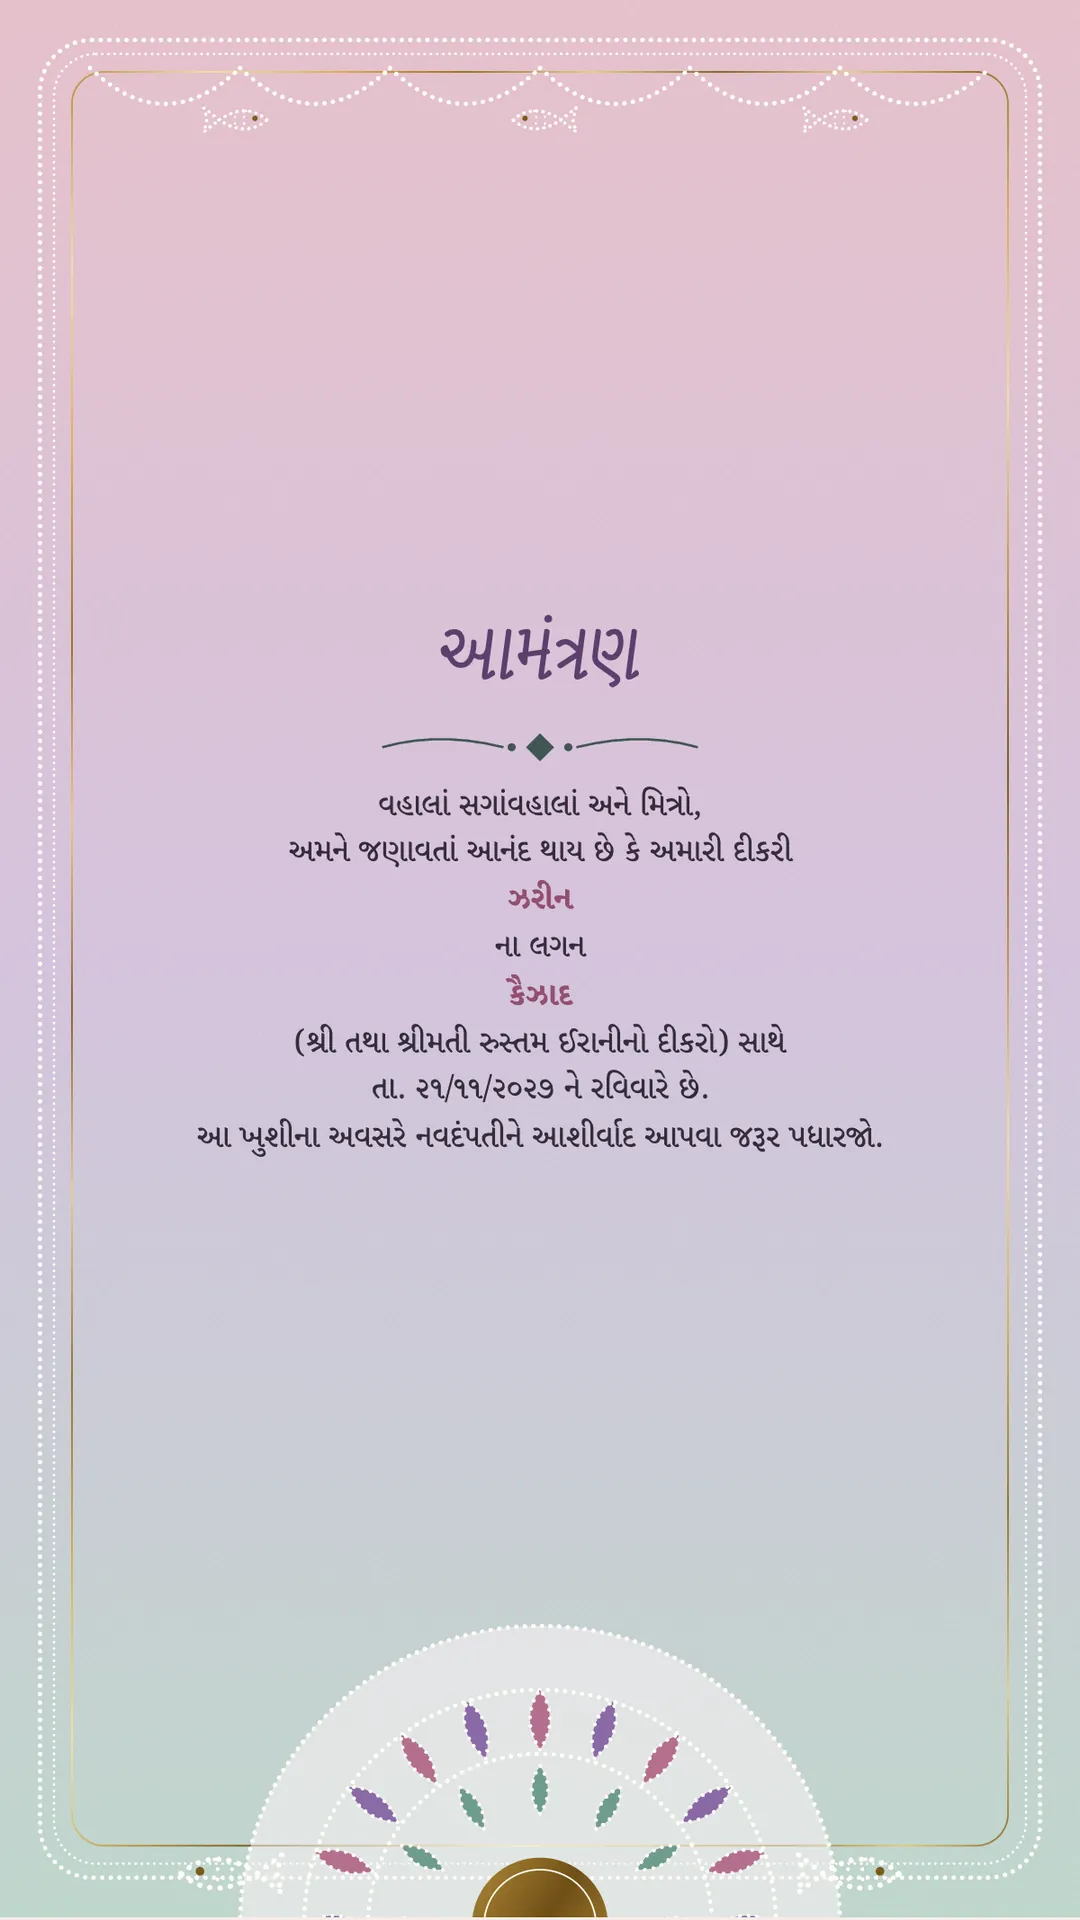 આમંત્રણ
વહાલાં સગાંવહાલાં અને મિત્રો,
અમને જણાવતાં આનંદ થાય છે કે અમારી દીકરી
ઝરીન
ના લગન
કૈઝાદ
(શ્રી તથા શ્રીમતી રુસ્તમ ઈરાનીનો દીકરો) સાથે
તા. ૨૧/૧૧/૨૦૨૭ ને રવિવારે છે.
આ ખુશીના અવસરે નવદંપતીને આશીર્વાદ આપવા જરૂર પધારજો.